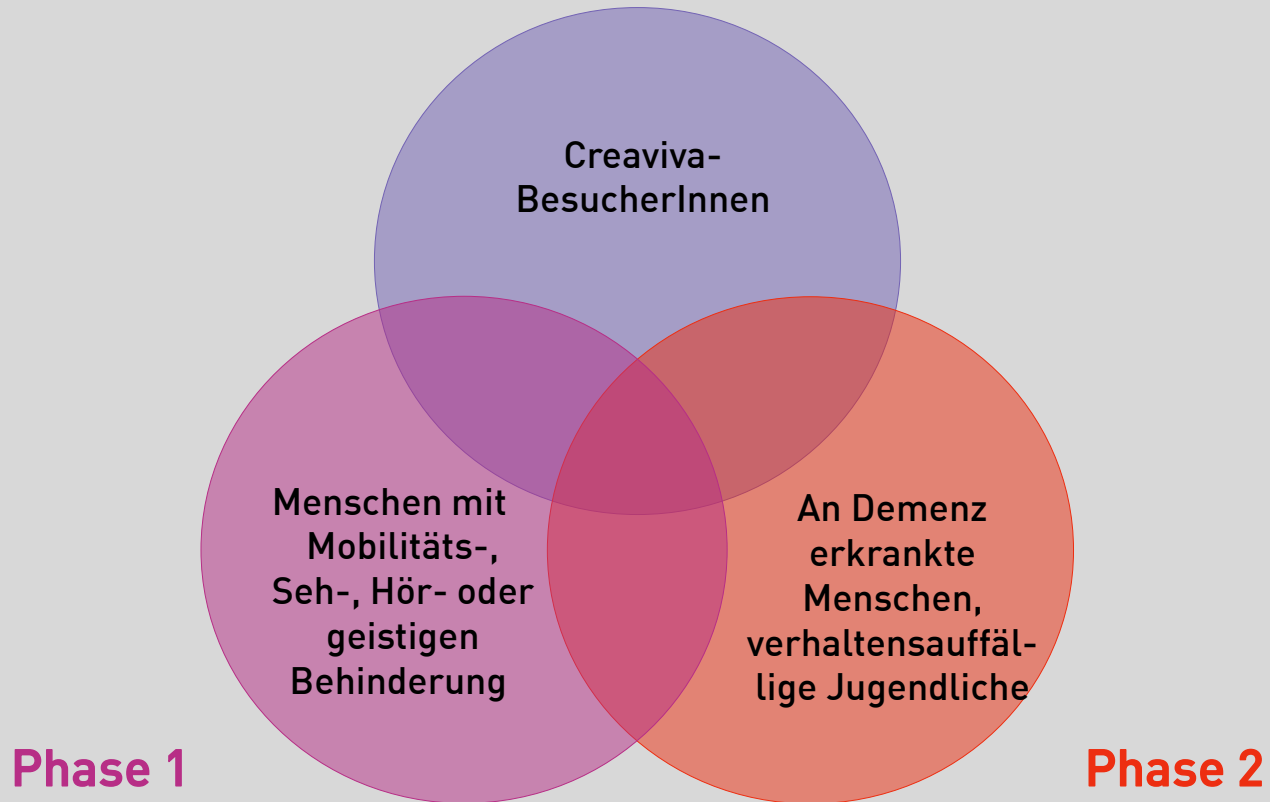 Creaviva-
BesucherInnen
Menschen mit
Mobilitäts-,
Seh-, Hör- oder
geistigen
Behinderung
An Demenz
erkrankte
Menschen,
verhaltensauffäl-
lige Jugendliche
Phase 1
Phase 2